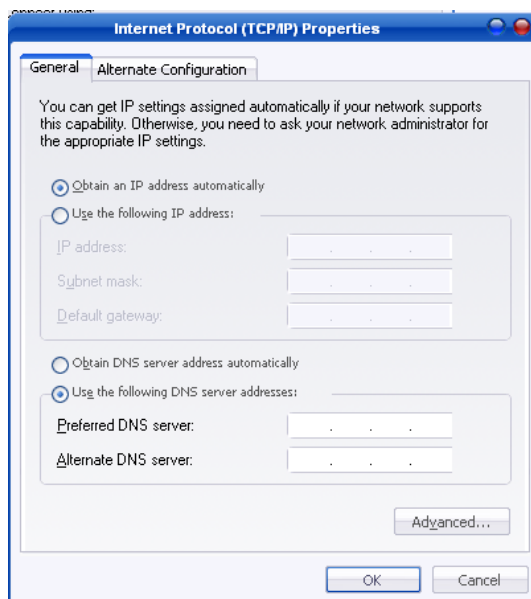 Internet Protocol (TCP/IP) Properties
General
Alternate Configuration
You can get IP settings assigned automatically if your network supports
this capability. Otherwise, you need to ask your network administrator for
the appropriate IP settings.
Obtain an IP address automatically
Use the following IP address:
IP address:
Subnet mask:
Default gateway:
Obtain DNS server address automatically
Use the following DNS server addresses:
Preferred DNS server:
Alternate DNS server:
Advanced...
OK
Cancel